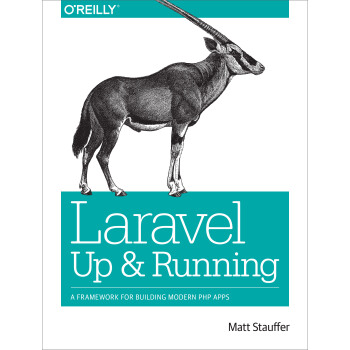 O'REILLY®
Laravel
Up & Running
A FRAMEWORK FOR BUILDING MODERN PHP APPS
Matt Stauffer